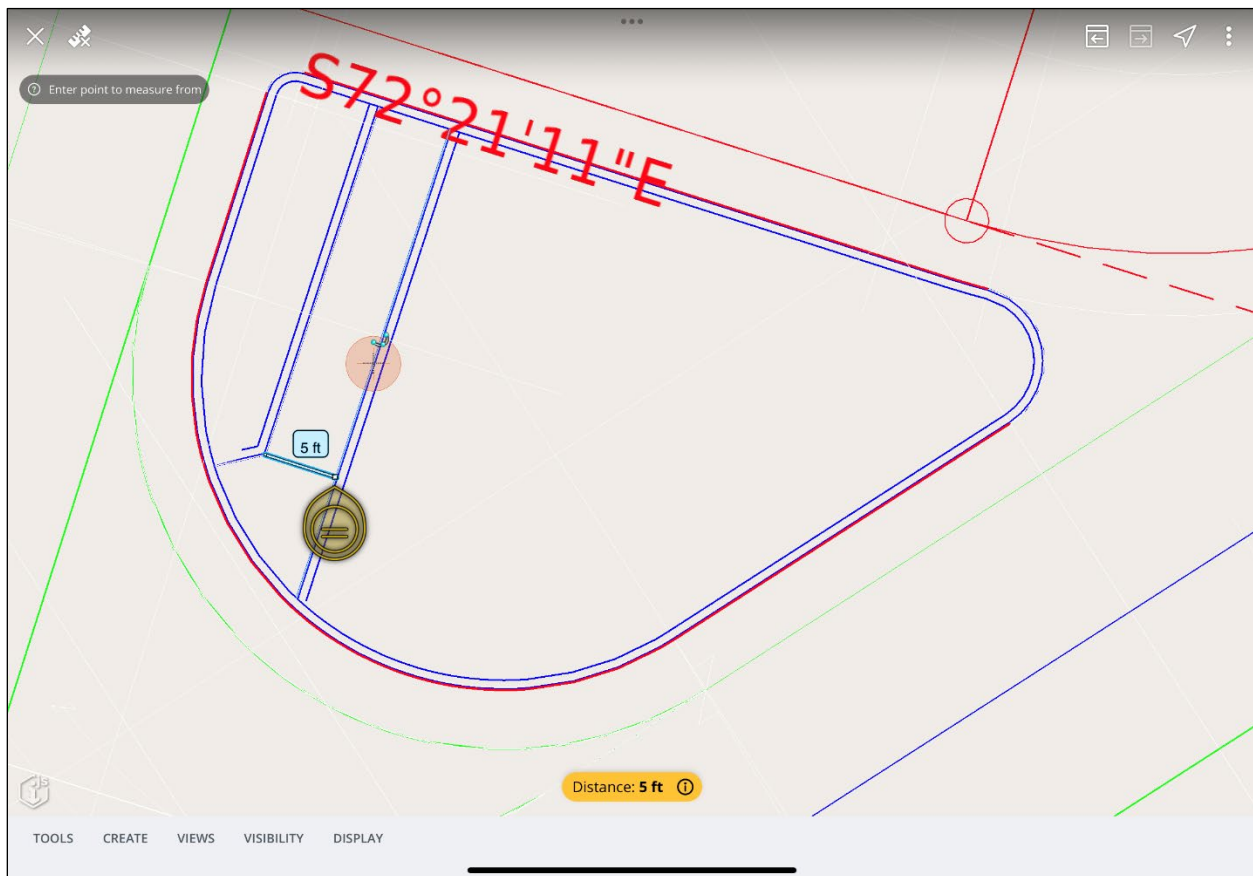 Enter point to measure from
S72°21'11"E
5 ft
Distance: 5 ft
TOOLS CREATE VIEWS VISIBILITY DISPLAY